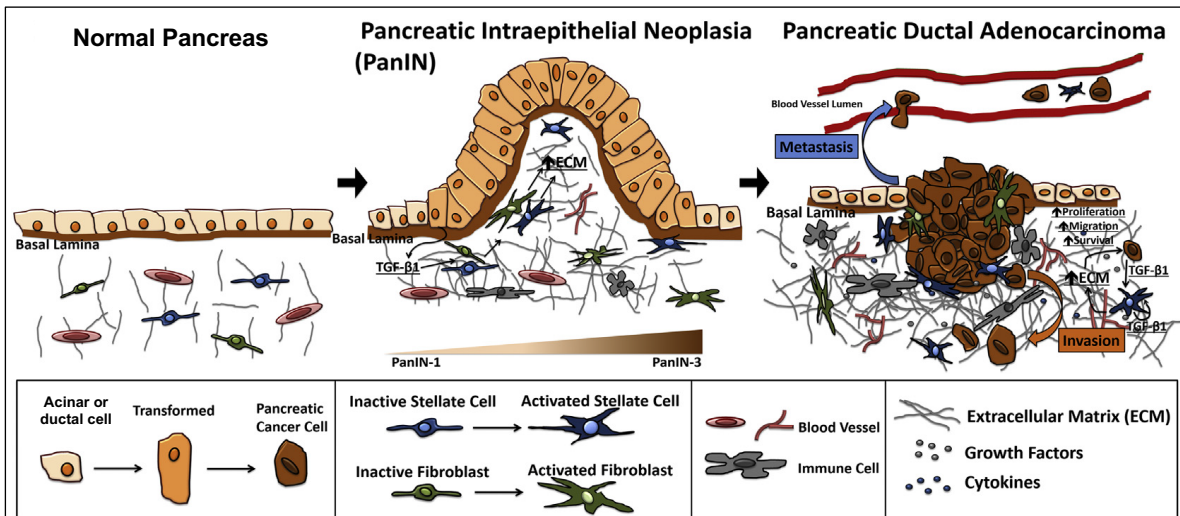 Normal Pancreas
Pancreatic Intraepithelial Neoplasia
(PanIN)
Pancreatic Ductal Adenocarcinoma
Basal Lamina
↑ECM
Basal Lamina
TGF-β1
PanIN-1
PanIN-3
Blood Vessel Lumen
Metastasis
Basal Lamina
↑Proliferation
↑Migration
↑Survival
↑ECM
TGF-β1
TGF-β1
Invasion
Acinar or
ductal cell
Transformed
Pancreatic
Cancer Cell
Inactive Stellate Cell
Activated Stellate Cell
Inactive Fibroblast
Activated Fibroblast
Blood Vessel
Immune Cell
Extracellular Matrix (ECM)
Growth Factors
Cytokines